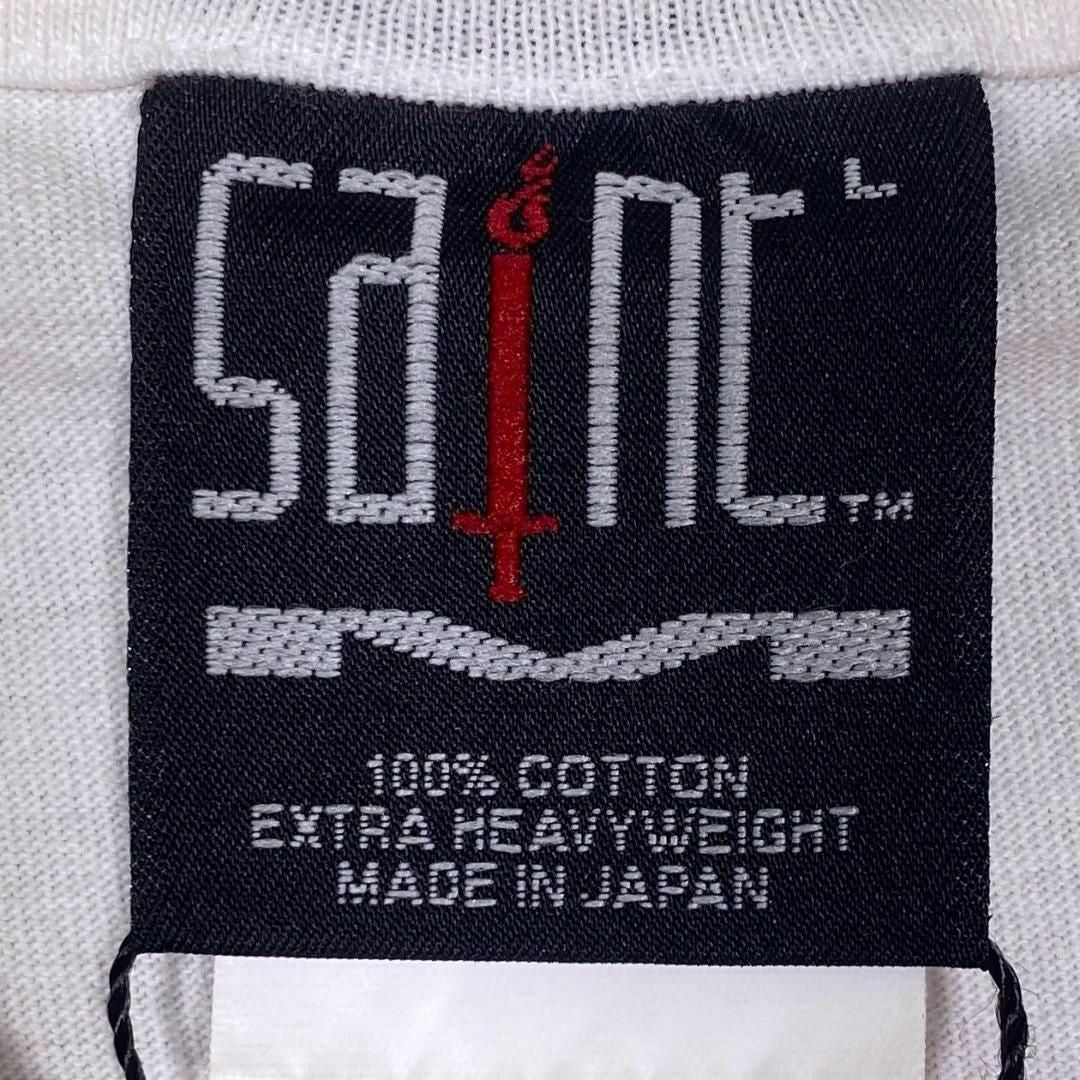 saint L
TM
100% COTTON
EXTRA HEAVYWEIGHT
MADE IN JAPAN